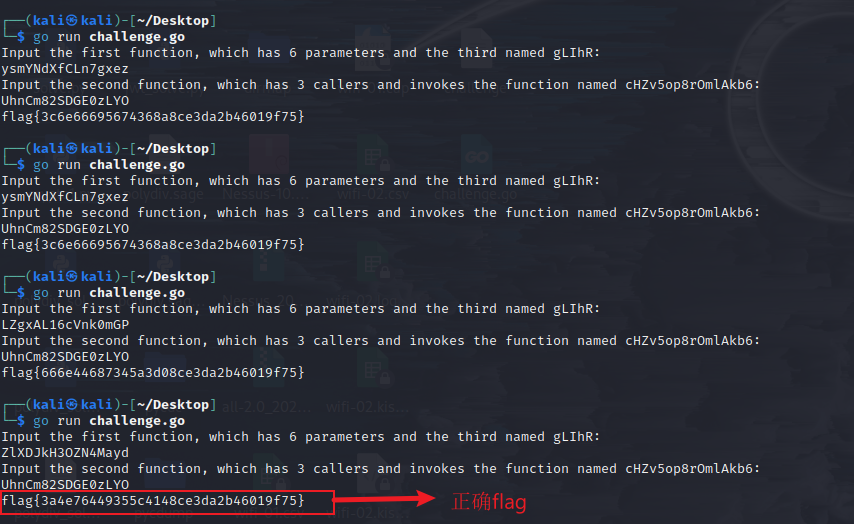 ┌──(kali㉿kali)-[~/Desktop]
└─$ go run challenge.go
Input the first function, which has 6 parameters and the third named gLIhR:
ysmYNdXfCLn7gxez
Input the second function, which has 3 callers and invokes the function named cHZv5op8rOmlAkb6:
UhnCm82SDGE0zLYO
flag{3c6e66695674368a8ce3da2b46019f75}
┌──(kali㉿kali)-[~/Desktop]
└─$ go run challenge.go
Input the first function, which has 6 parameters and the third named gLIhR:
ysmYNdXfCLn7gxez
Input the second function, which has 3 callers and invokes the function named cHZv5op8rOmlAkb6:
UhnCm82SDGE0zLYO
flag{3c6e66695674368a8ce3da2b46019f75}
┌──(kali㉿kali)-[~/Desktop]
└─$ go run challenge.go
Input the first function, which has 6 parameters and the third named gLIhR:
LZgxAL16cVnk0mGP
Input the second function, which has 3 callers and invokes the function named cHZv5op8rOmlAkb6:
UhnCm82SDGE0zLYO
flag{666e44687345a3d08ce3da2b46019f75}
┌──(kali㉿kali)-[~/Desktop]
└─$ go run challenge.go
Input the first function, which has 6 parameters and the third named gLIhR:
ZlXDJkH3OZN4Mayd
Input the second function, which has 3 callers and invokes the function named cHZv5op8rOmlAkb6:
UhnCm82SDGE0zLYO
flag{3a4e76449355c4148ce3da2b46019f75}
正确flag